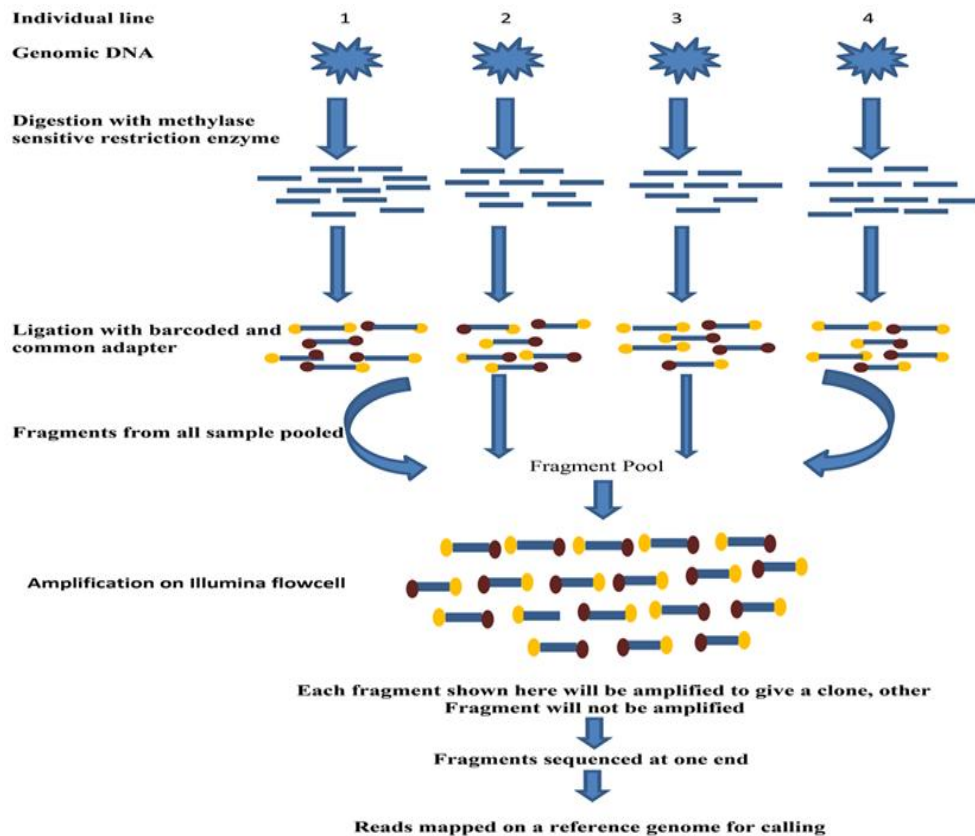 Individual line 1 2 3 4
Genomic DNA
Digestion with methylase
sensitive restriction enzyme
Ligation with barcoded and
common adapter
Fragments from all sample pooled
Fragment Pool
Amplification on Illumina flowcell
Each fragment shown here will be amplified to give a clone, other
Fragment will not be amplified
Fragments sequenced at one end
Reads mapped on a reference genome for calling